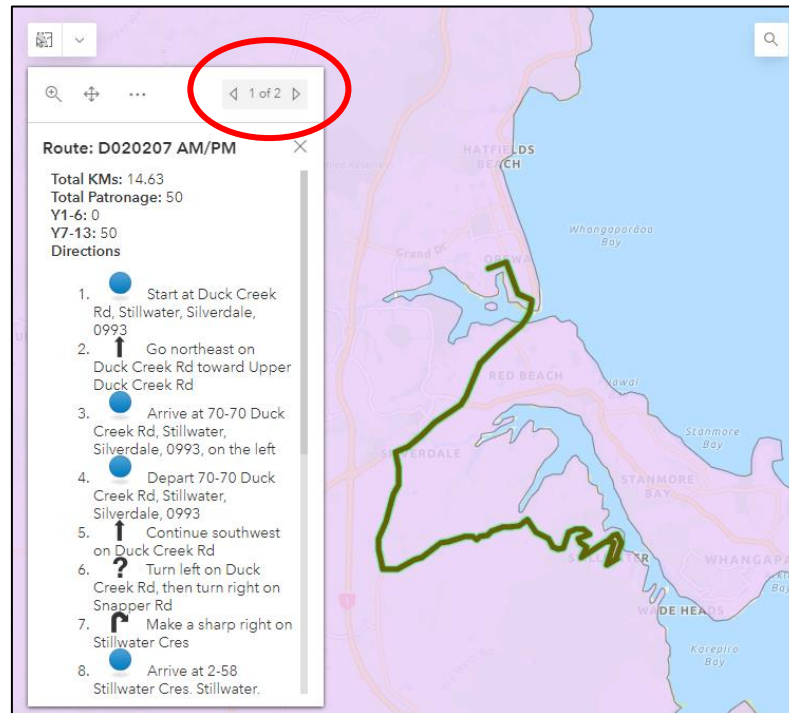 1 of 2
Route: D020207 AM/PM
Total KMs: 14.63
Total Patronage: 50
Y1-6: 0
Y7-13: 50
Directions
1. Start at Duck Creek
Rd, Stillwater, Silverdale,
0993
2. Go northeast on
Duck Creek Rd toward Upper
Duck Creek Rd
3. Arrive at 70-70 Duck
Creek Rd, Stillwater,
Silverdale, 0993, on the left
4. Depart 70-70 Duck
Creek Rd, Stillwater,
Silverdale, 0993
5. Continue southwest
on Duck Creek Rd
6. ? Turn left on Duck
Creek Rd, then turn right on
Snapper Rd
7. Make a sharp right on
Stillwater Cres
8. Arrive at 2-58
Stillwater Cres. Stillwater.
HATFIELDS
BEACH
Whangaparāoa
Bay
Grand Dr
OREWA
RED BEACH
Stanmore
Bay
SILVERDALE
STANMORE
BAY
STILLWATER
WHANGAPA
WADE HEADS
Karepiro
Bay
1